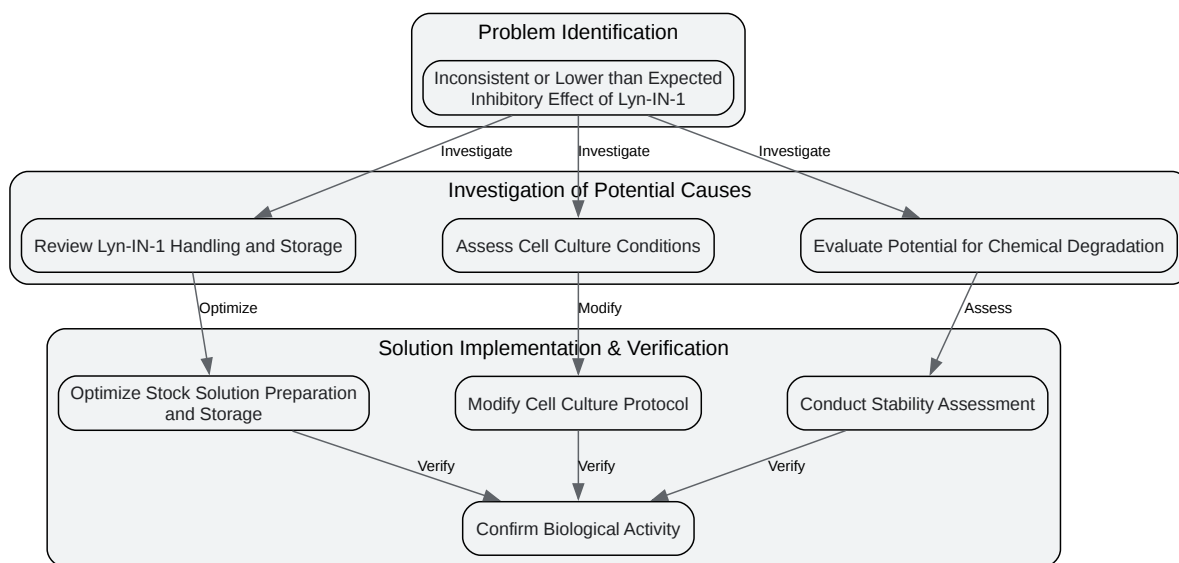 Problem Identification
Inconsistent or Lower than Expected
Inhibitory Effect of Lyn-IN-1
Investigate
Investigate
Investigate
Investigation of Potential Causes
Review Lyn-IN-1 Handling and Storage
Assess Cell Culture Conditions
Evaluate Potential for Chemical Degradation
Optimize
Modify
Assess
Solution Implementation & Verification
Optimize Stock Solution Preparation
and Storage
Modify Cell Culture Protocol
Conduct Stability Assessment
Verify
Verify
Verify
Confirm Biological Activity